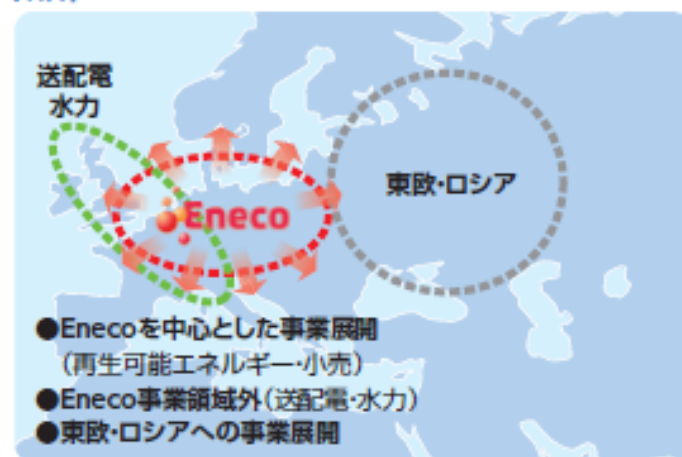 送配電
水力
Eneco
東欧・ロシア
●Enecoを中心とした事業展開
（再生可能エネルギー・小売）
●Eneco事業領域外（送配電・水力）
●東欧・ロシアへの事業展開